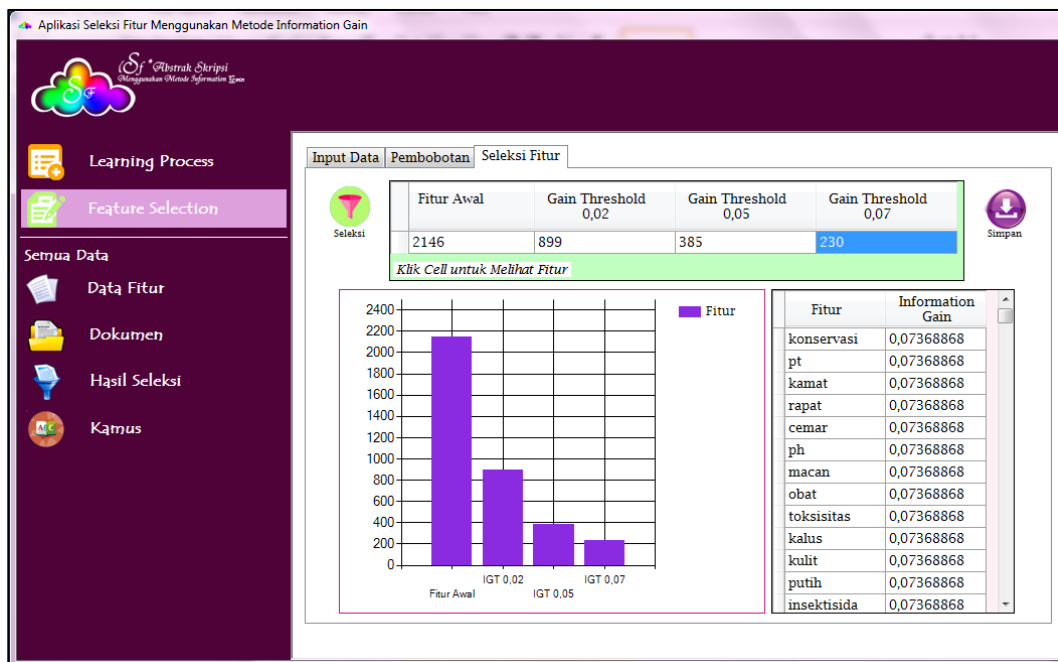 Aplikasi Seleksi Fitur Menggunakan Metode Information Gain
(Sf *Abstrak Skripsi
Menggunakan Metode Information Gain
SF
Learning Process
Feature Selection
Semua Data
Data Fitur
Dokumen
Hasil Seleksi
Kamus
Input Data Pembobotan Seleksi Fitur
Seleksi
Fitur Awal Gain Threshold 0,02 Gain Threshold 0,05 Gain Threshold 0,07
2146 899 385 230
Klik Cell untuk Melihat Fitur
Simpan
2400
2200
2000
1800
1600
1400
1200
1000
800
600
400
200
0
Fitur Awal
IGT 0,02
IGT 0,05
IGT 0,07
Fitur
Fitur Information Gain
konservasi 0,07368868
pt 0,07368868
kamat 0,07368868
rapat 0,07368868
cemar 0,07368868
ph 0,07368868
macan 0,07368868
obat 0,07368868
toksisitas 0,07368868
kalus 0,07368868
kulit 0,07368868
putih 0,07368868
insektisida 0,07368868